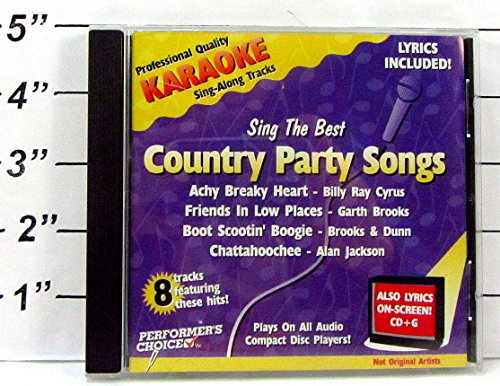 5"
4"
3"
2"
1"
Professional Quality
KARAOKE
Sing-Along Tracks
LYRICS
INCLUDED!
Sing The Best
Country Party Songs
Achy Breaky Heart - Billy Ray Cyrus
Friends In Low Places - Garth Brooks
Boot Scootin' Boogie - Brooks & Dunn
Chattahoochee - Alan Jackson
8 tracks
featuring
these hits!
PERFORMER'S
CHOICE
Plays On All Audio
Compact Disc Players!
ALSO LYRICS
ON-SCREEN!
CD+G
Not Original Artists